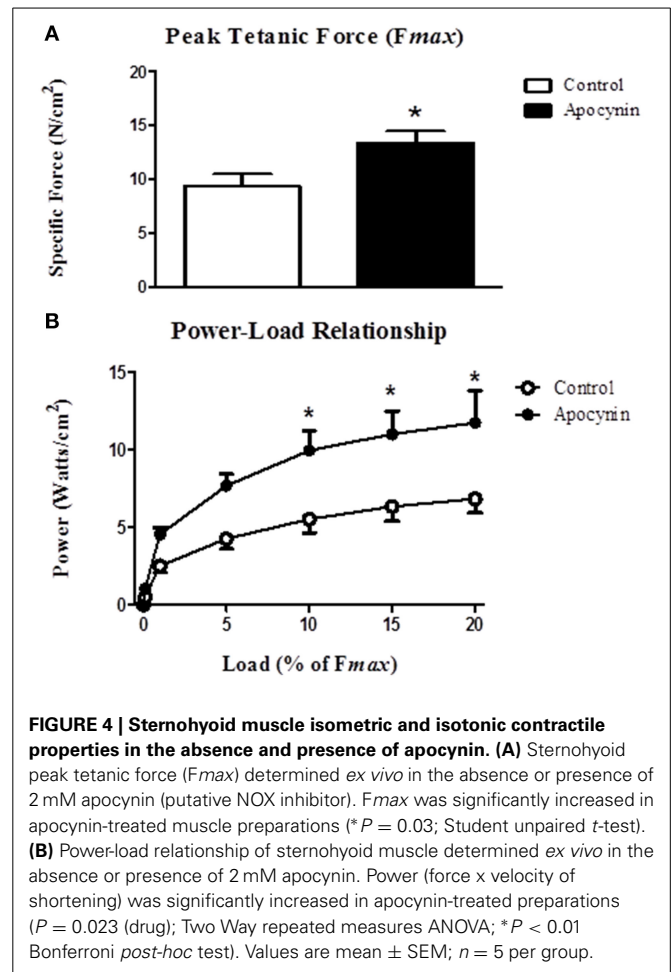 A
Peak Tetanic Force (Fmax)
20
15
10
5
0
Specific Force (N/cm²)
*
Control
Apocynin
B
Power-Load Relationship
15
10
5
0
Power (Watts/cm²)
* * *
Control
Apocynin
0 5 10 15 20
Load (% of Fmax)
FIGURE 4 | Sternohyoid muscle isometric and isotonic contractile
properties in the absence and presence of apocynin. (A) Sternohyoid
peak tetanic force (Fmax) determined ex vivo in the absence or presence of
2 mM apocynin (putative NOX inhibitor). Fmax was significantly increased in
apocynin-treated muscle preparations (*P = 0.03; Student unpaired t-test).
(B) Power-load relationship of sternohyoid muscle determined ex vivo in the
absence or presence of 2 mM apocynin. Power (force x velocity of
shortening) was significantly increased in apocynin-treated preparations
(P = 0.023 (drug); Two Way repeated measures ANOVA; *P < 0.01
Bonferroni post-hoc test). Values are mean ± SEM; n = 5 per group.